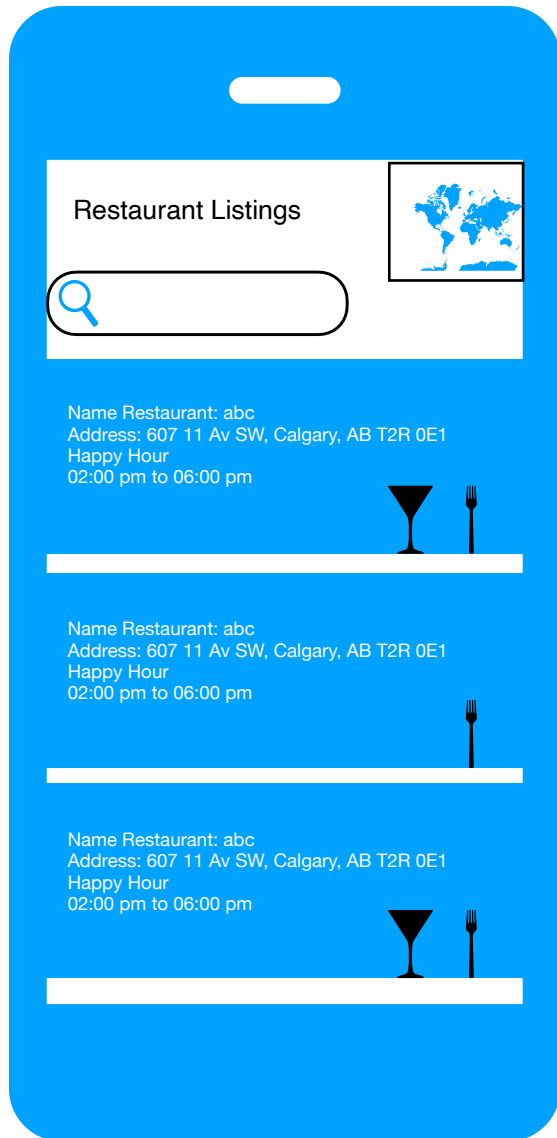 Restaurant Listings
Name Restaurant: abc
Address: 607 11 Av SW, Calgary, AB T2R 0E1
Happy Hour
02:00 pm to 06:00 pm
Name Restaurant: abc
Address: 607 11 Av SW, Calgary, AB T2R 0E1
Happy Hour
02:00 pm to 06:00 pm
Name Restaurant: abc
Address: 607 11 Av SW, Calgary, AB T2R 0E1
Happy Hour
02:00 pm to 06:00 pm